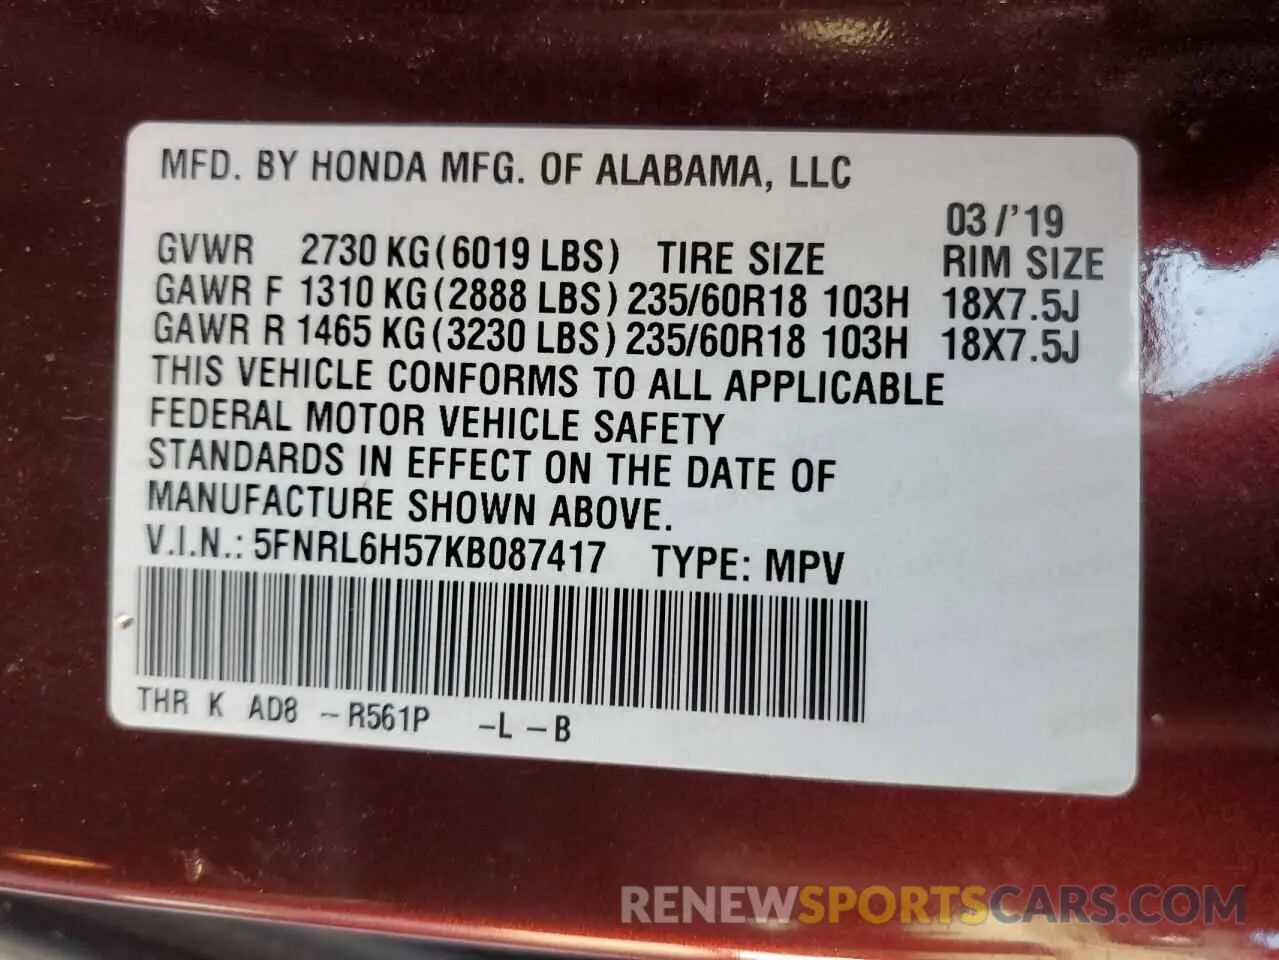 MFD. BY HONDA MFG. OF ALABAMA, LLC
03 /'19
GVWR 2730 KG (6019 LBS) TIRE SIZE RIM SIZE
GAWR F 1310 KG (2888 LBS) 235/60R18 103H 18X7.5J
GAWR R 1465 KG (3230 LBS) 235/60R18 103H 18X7.5J
THIS VEHICLE CONFORMS TO ALL APPLICABLE
FEDERAL MOTOR VEHICLE SAFETY
STANDARDS IN EFFECT ON THE DATE OF
MANUFACTURE SHOWN ABOVE.
V.I.N.: 5FNRL6H57KB087417 TYPE: MPV
THR K AD8 -R561P -L -B
RENEWSPORTSCARS.COM